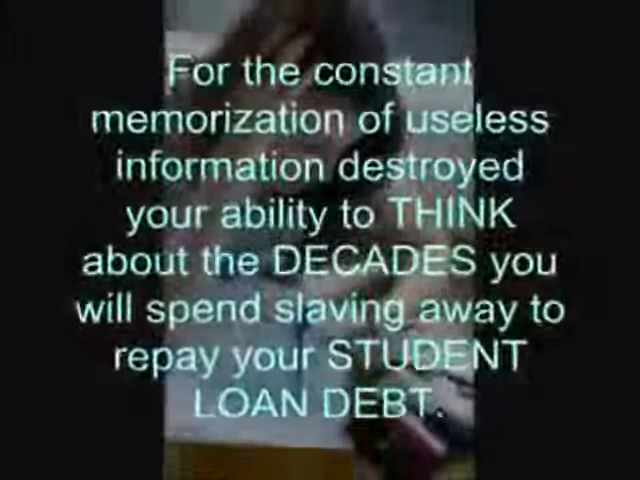 For the constant
memorization of useless
information destroyed
your ability to THINK
about the DECADES you
will spend slaving away to
repay your STUDENT
LOAN DEBT.